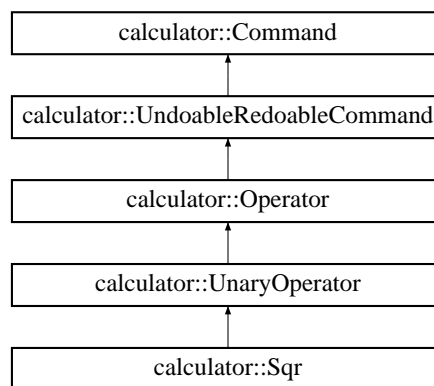 calculator::Command
calculator::UndoableRedoableCommand
calculator::Operator
calculator::UnaryOperator
calculator::Sqr